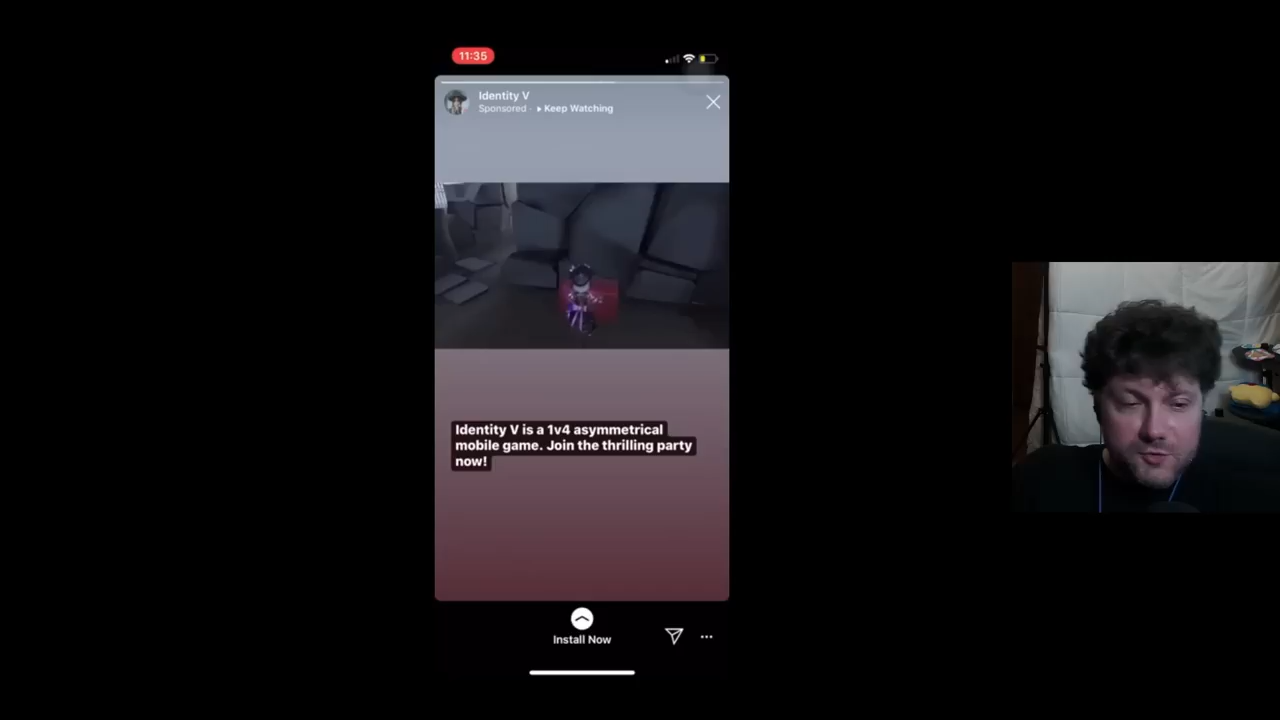 11:35
Identity V
Sponsored · ▸ Keep Watching
Identity V is a 1v4 asymmetrical
mobile game. Join the thrilling party
now!
Install Now